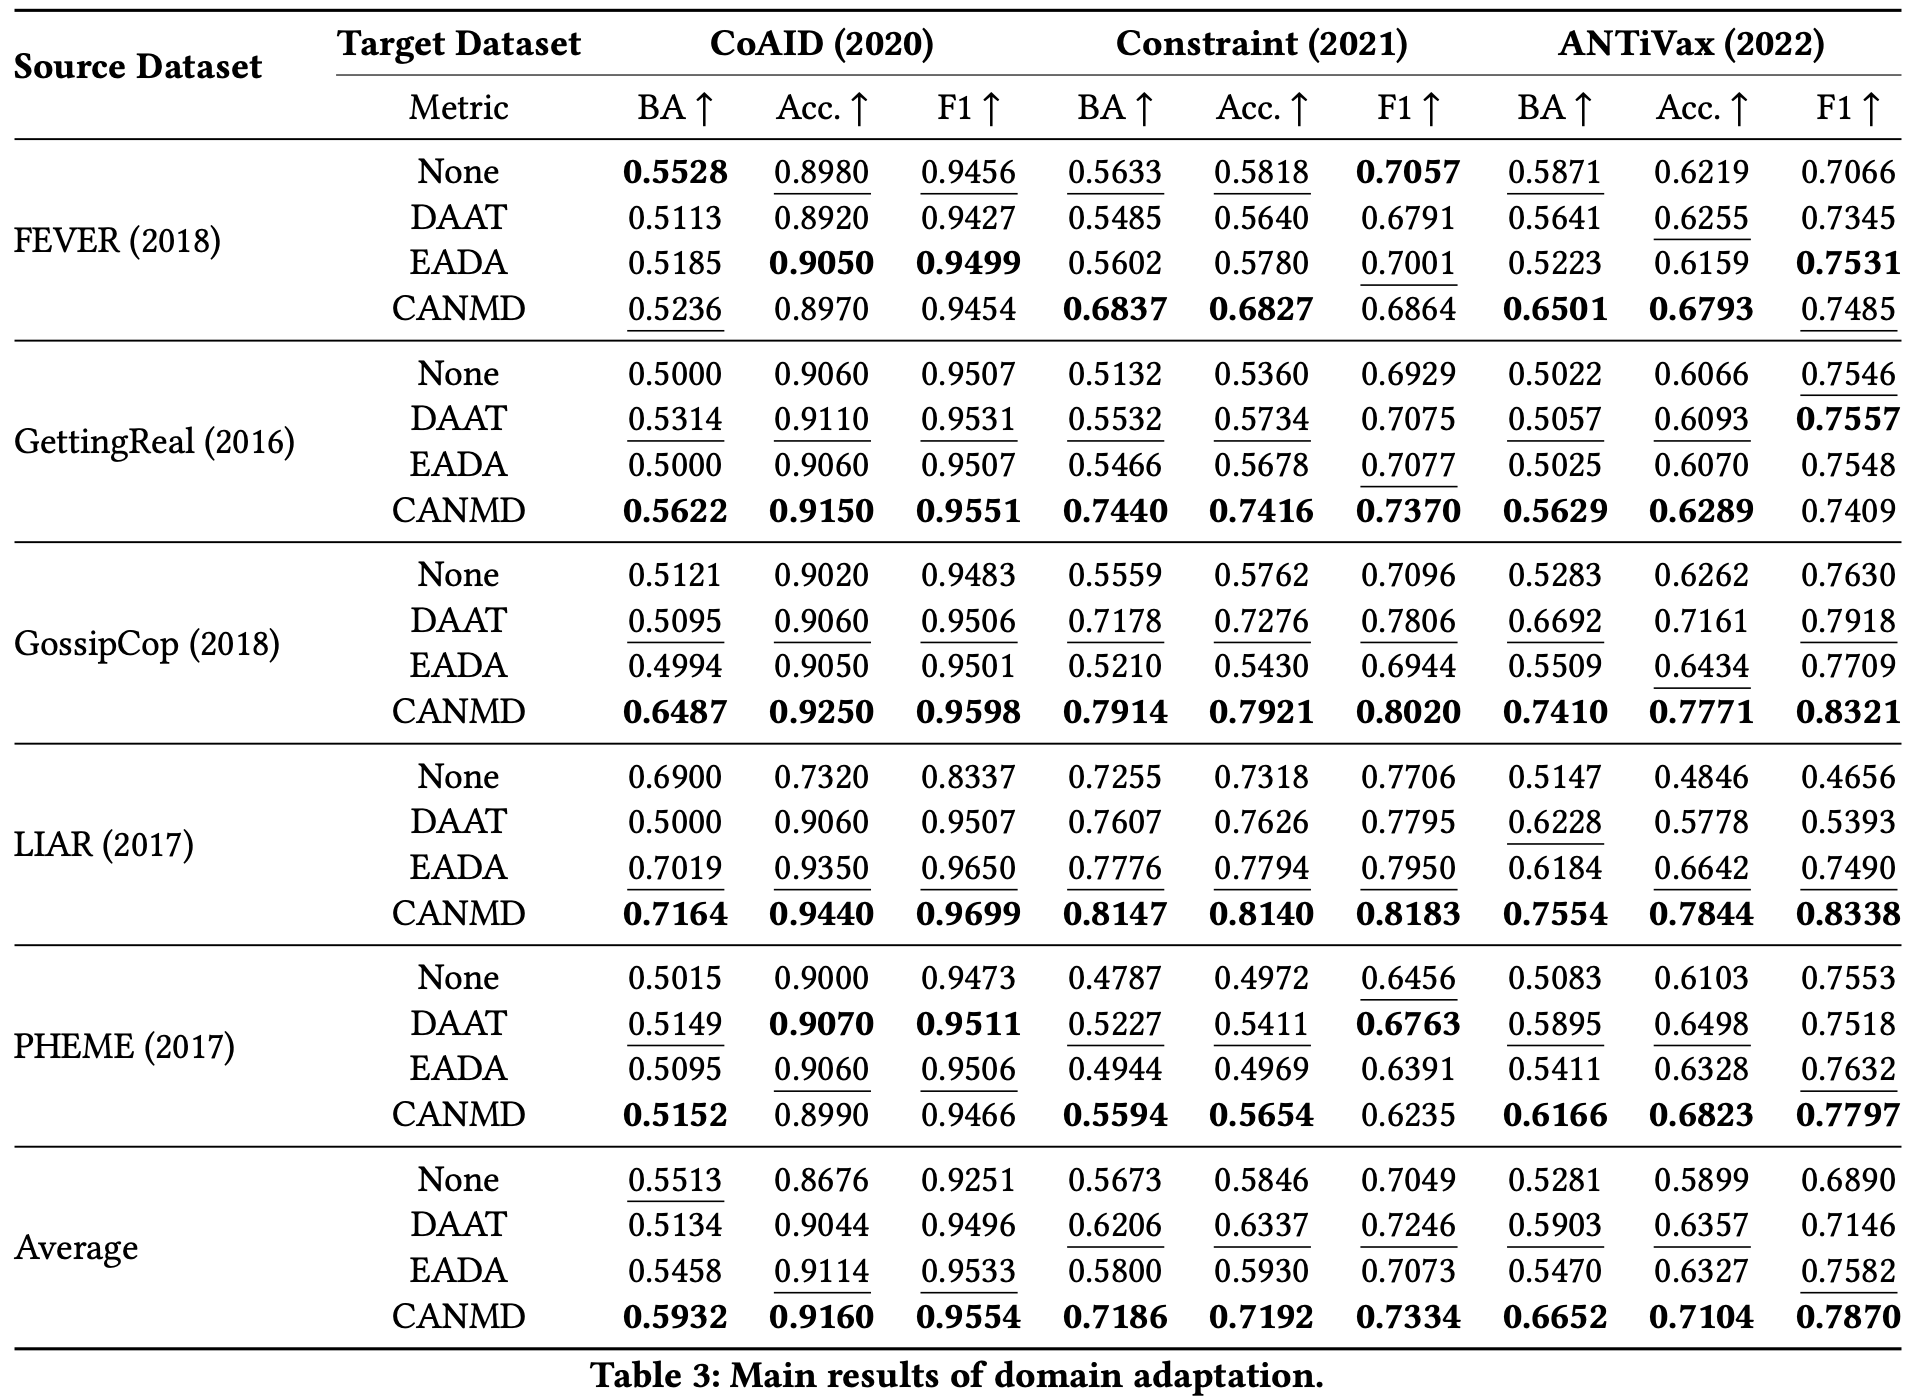 Source Dataset Target Dataset CoAID (2020) Constraint (2021) ANTiVax (2022)
Metric BA ↑ Acc. ↑ F1 ↑ BA ↑ Acc. ↑ F1 ↑ BA ↑ Acc. ↑ F1 ↑
FEVER (2018)
None 0.5528 0.8980 0.9456 0.5633 0.5818 0.7057 0.5871 0.6219 0.7066
DAAT 0.5113 0.8920 0.9427 0.5485 0.5640 0.6791 0.5641 0.6255 0.7345
EADA 0.5185 0.9050 0.9499 0.5602 0.5780 0.7001 0.5223 0.6159 0.7531
CANMD 0.5236 0.8970 0.9454 0.6837 0.6827 0.6864 0.6501 0.6793 0.7485
GettingReal (2016)
None 0.5000 0.9060 0.9507 0.5132 0.5360 0.6929 0.5022 0.6066 0.7546
DAAT 0.5314 0.9110 0.9531 0.5532 0.5734 0.7075 0.5057 0.6093 0.7557
EADA 0.5000 0.9060 0.9507 0.5466 0.5678 0.7077 0.5025 0.6070 0.7548
CANMD 0.5622 0.9150 0.9551 0.7440 0.7416 0.7370 0.5629 0.6289 0.7409
GossipCop (2018)
None 0.5121 0.9020 0.9483 0.5559 0.5762 0.7096 0.5283 0.6262 0.7630
DAAT 0.5095 0.9060 0.9506 0.7178 0.7276 0.7806 0.6692 0.7161 0.7918
EADA 0.4994 0.9050 0.9501 0.5210 0.5430 0.6944 0.5509 0.6434 0.7709
CANMD 0.6487 0.9250 0.9598 0.7914 0.7921 0.8020 0.7410 0.7771 0.8321
LIAR (2017)
None 0.6900 0.7320 0.8337 0.7255 0.7318 0.7706 0.5147 0.4846 0.4656
DAAT 0.5000 0.9060 0.9507 0.7607 0.7626 0.7795 0.6228 0.5778 0.5393
EADA 0.7019 0.9350 0.9650 0.7776 0.7794 0.7950 0.6184 0.6642 0.7490
CANMD 0.7164 0.9440 0.9699 0.8147 0.8140 0.8183 0.7554 0.7844 0.8338
PHEME (2017)
None 0.5015 0.9000 0.9473 0.4787 0.4972 0.6456 0.5083 0.6103 0.7553
DAAT 0.5149 0.9070 0.9511 0.5227 0.5411 0.6763 0.5895 0.6498 0.7518
EADA 0.5095 0.9060 0.9506 0.4944 0.4969 0.6391 0.5411 0.6328 0.7632
CANMD 0.5152 0.8990 0.9466 0.5594 0.5654 0.6235 0.6166 0.6823 0.7797
Average
None 0.5513 0.8676 0.9251 0.5673 0.5846 0.7049 0.5281 0.5899 0.6890
DAAT 0.5134 0.9044 0.9496 0.6206 0.6337 0.7246 0.5903 0.6357 0.7146
EADA 0.5458 0.9114 0.9533 0.5800 0.5930 0.7073 0.5470 0.6327 0.7582
CANMD 0.5932 0.9160 0.9554 0.7186 0.7192 0.7334 0.6652 0.7104 0.7870
Table 3: Main results of domain adaptation.